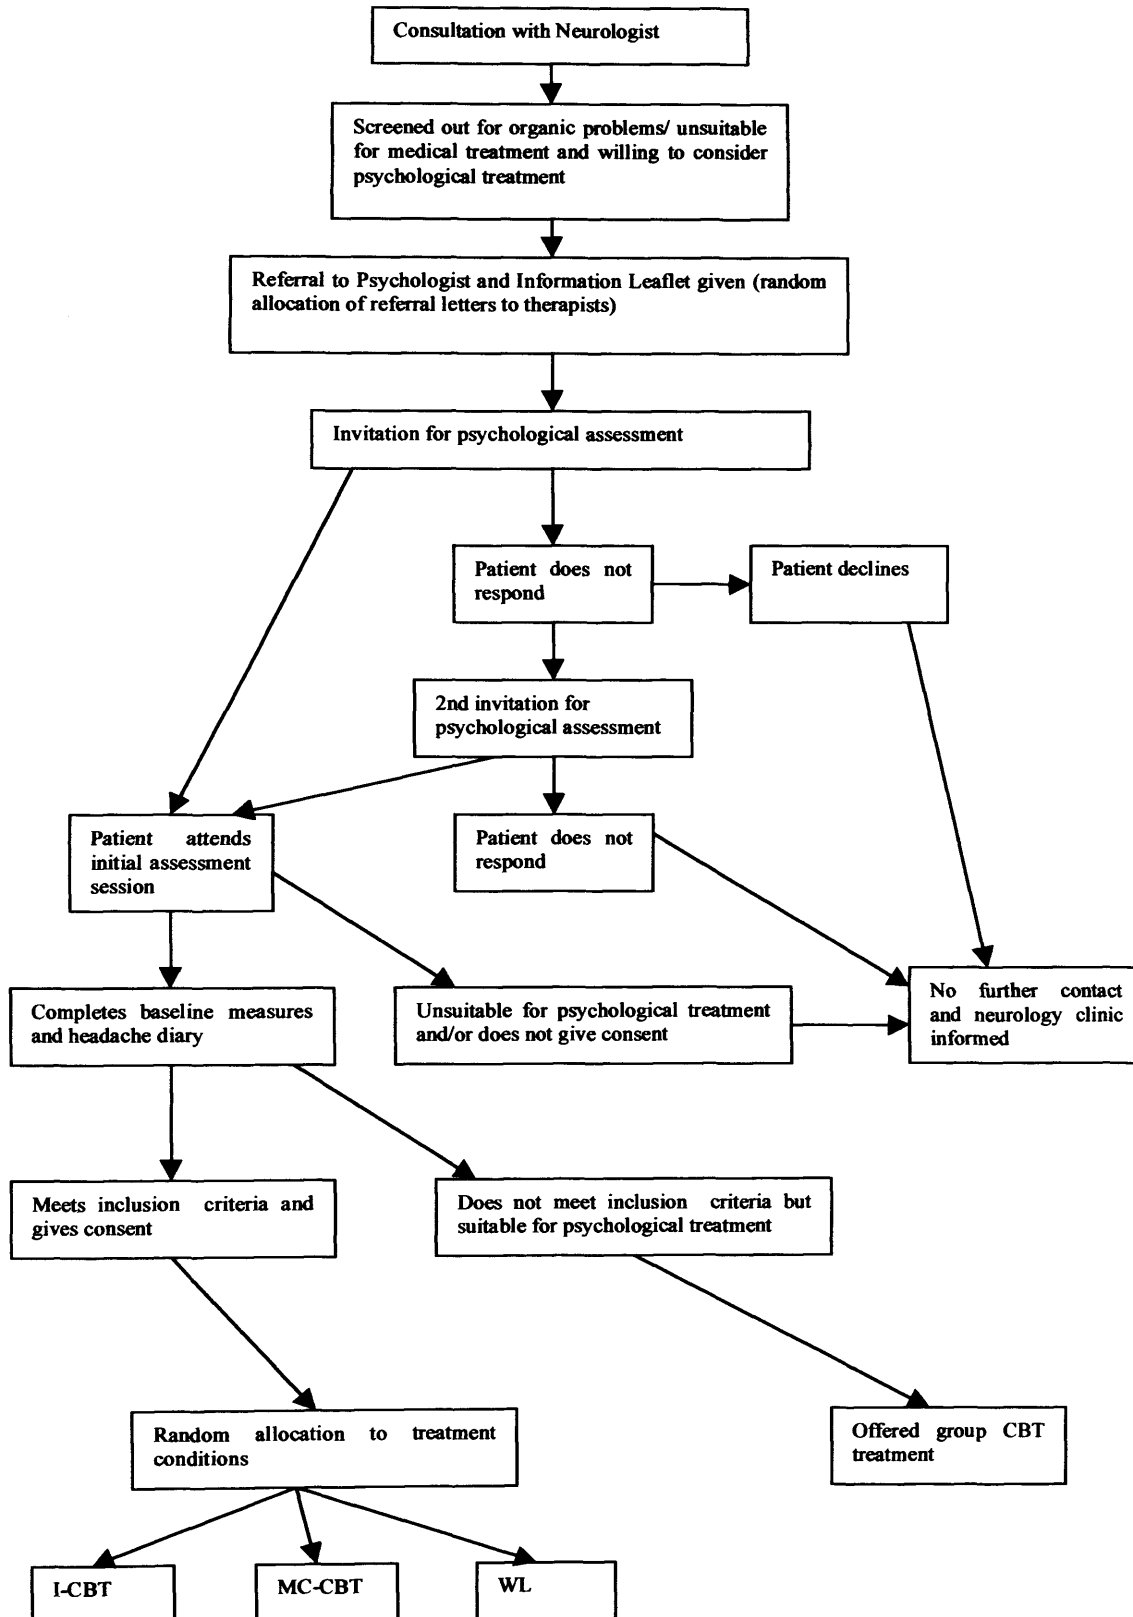 Consultation with Neurologist
Screened out for organic problems/ unsuitable
for medical treatment and willing to consider
psychological treatment
Referral to Psychologist and Information Leaflet given (random
allocation of referral letters to therapists)
Invitation for psychological assessment
Patient does not
respond
Patient declines
2nd invitation for
psychological assessment
Patient attends
initial assessment
session
Patient does not
respond
Completes baseline measures
and headache diary
Unsuitable for psychological treatment
and/or does not give consent
No further contact
and neurology clinic
informed
Meets inclusion criteria and
gives consent
Does not meet inclusion criteria but
suitable for psychological treatment
Random allocation to treatment
conditions
Offered group CBT
treatment
I-CBT
MC-CBT
WL